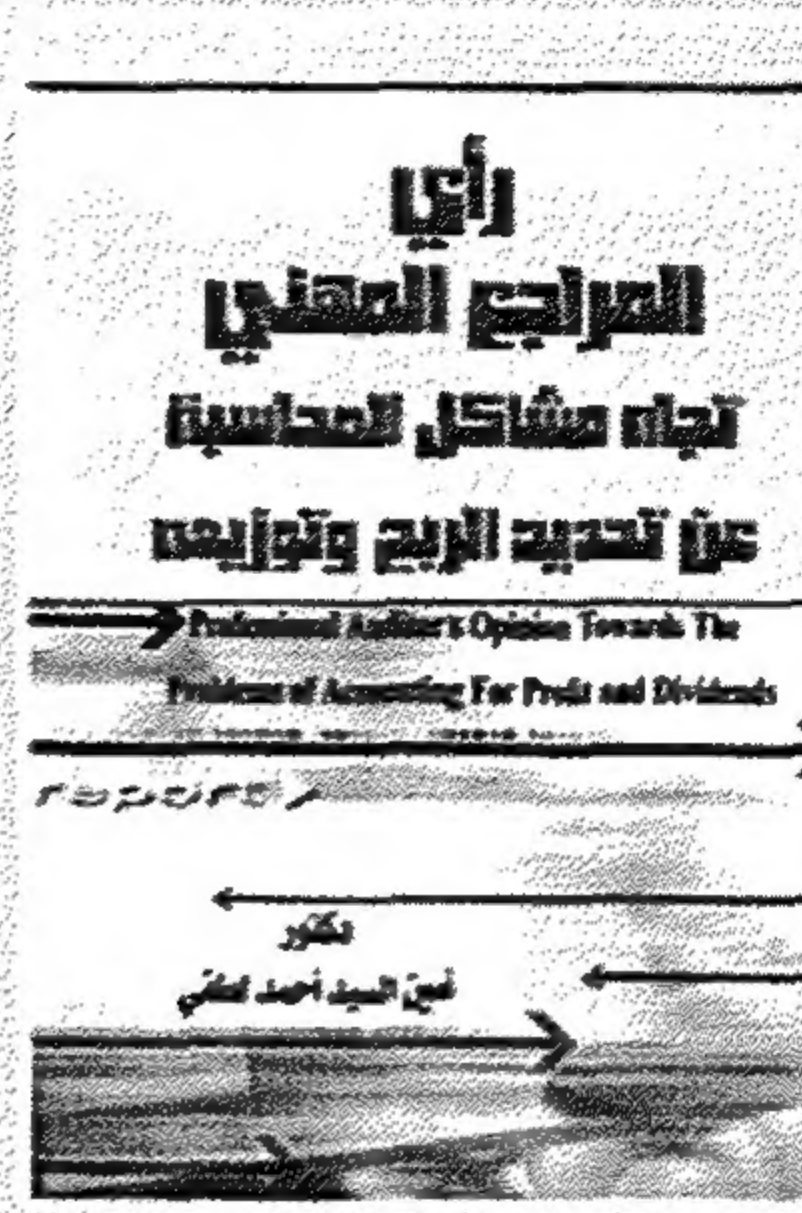 رأي
المراجع المهني
تجاه مشاكل المحاسبة
عن تحديد الربح وتوزيعه
Professional Auditor's Opinion Towards The
Problems of Accounting For Profit and Dividends
دكتور
أمين السيد أحمد لطفي